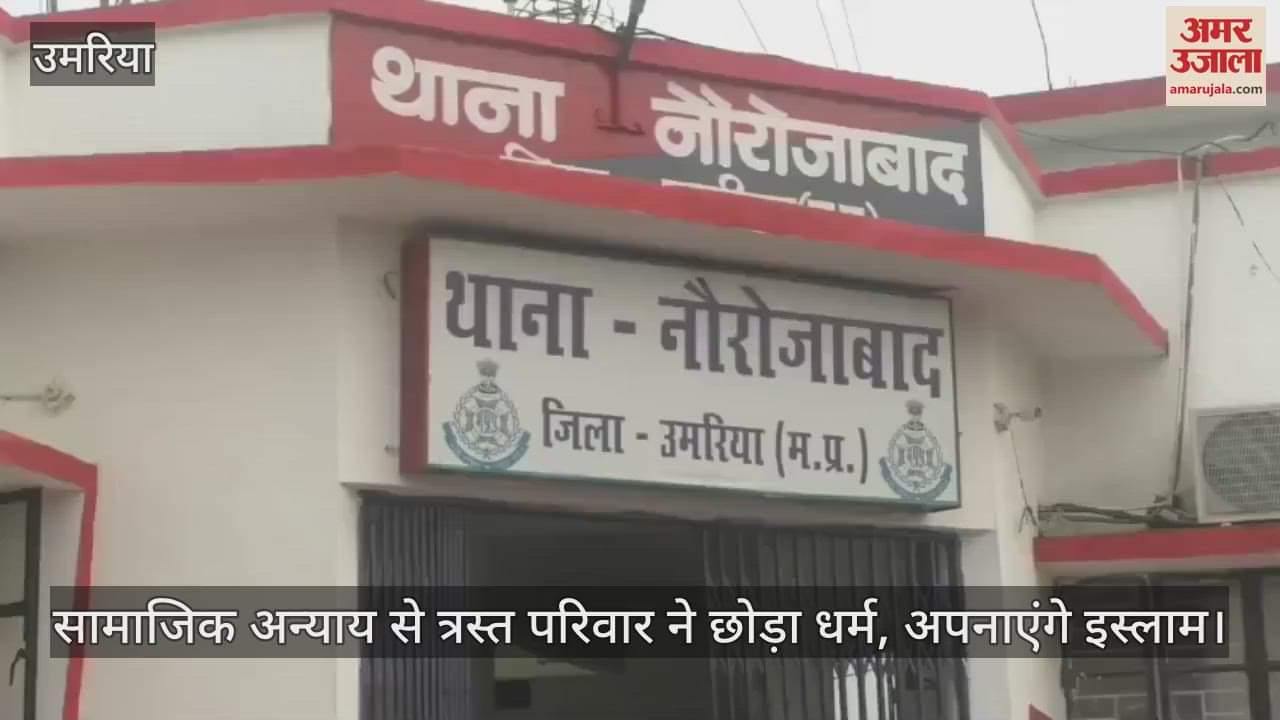 उमरिया
अमर
उजाला
amarujala.com
थाना नौरोजाबाद
थाना - नौरोजाबाद
जिला - उमरिया (म.प्र.)
सामाजिक अन्याय से त्रस्त परिवार ने छोड़ा धर्म, अपनाएंगे इस्लाम।